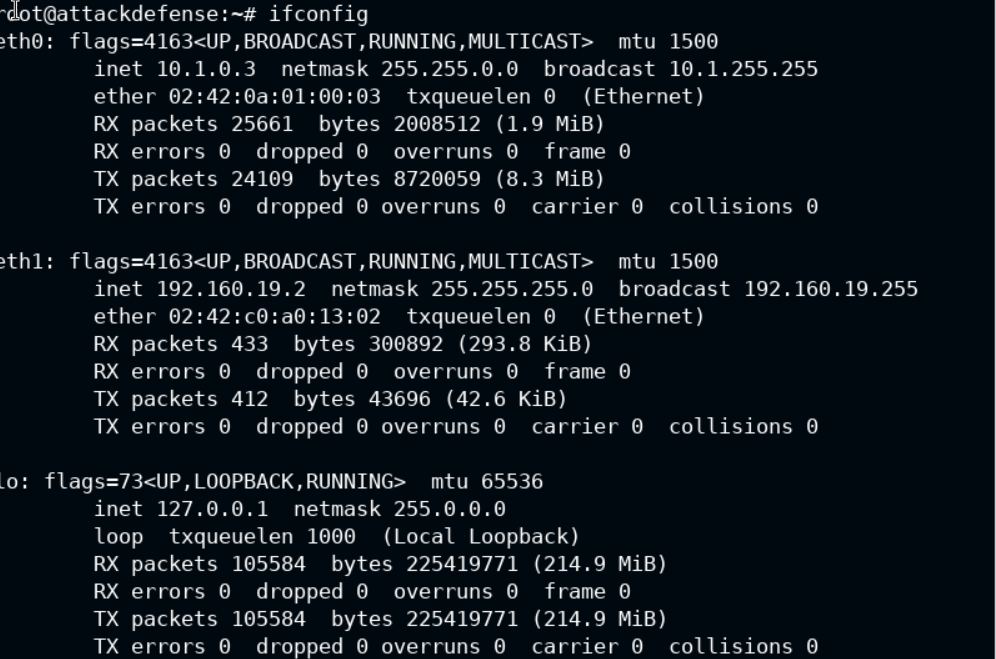 root@attackdefense:~# ifconfig
eth0: flags=4163<UP,BROADCAST,RUNNING,MULTICAST>  mtu 1500
        inet 10.1.0.3  netmask 255.255.0.0  broadcast 10.1.255.255
        ether 02:42:0a:01:00:03  txqueuelen 0  (Ethernet)
        RX packets 25661  bytes 2008512 (1.9 MiB)
        RX errors 0  dropped 0  overruns 0  frame 0
        TX packets 24109  bytes 8720059 (8.3 MiB)
        TX errors 0  dropped 0 overruns 0  carrier 0  collisions 0

eth1: flags=4163<UP,BROADCAST,RUNNING,MULTICAST>  mtu 1500
        inet 192.160.19.2  netmask 255.255.255.0  broadcast 192.160.19.255
        ether 02:42:c0:a0:13:02  txqueuelen 0  (Ethernet)
        RX packets 433  bytes 300892 (293.8 KiB)
        RX errors 0  dropped 0  overruns 0  frame 0
        TX packets 412  bytes 43696 (42.6 KiB)
        TX errors 0  dropped 0 overruns 0  carrier 0  collisions 0

lo: flags=73<UP,LOOPBACK,RUNNING>  mtu 65536
        inet 127.0.0.1  netmask 255.0.0.0
        loop  txqueuelen 1000  (Local Loopback)
        RX packets 105584  bytes 225419771 (214.9 MiB)
        RX errors 0  dropped 0  overruns 0  frame 0
        TX packets 105584  bytes 225419771 (214.9 MiB)
        TX errors 0  dropped 0 overruns 0  carrier 0  collisions 0